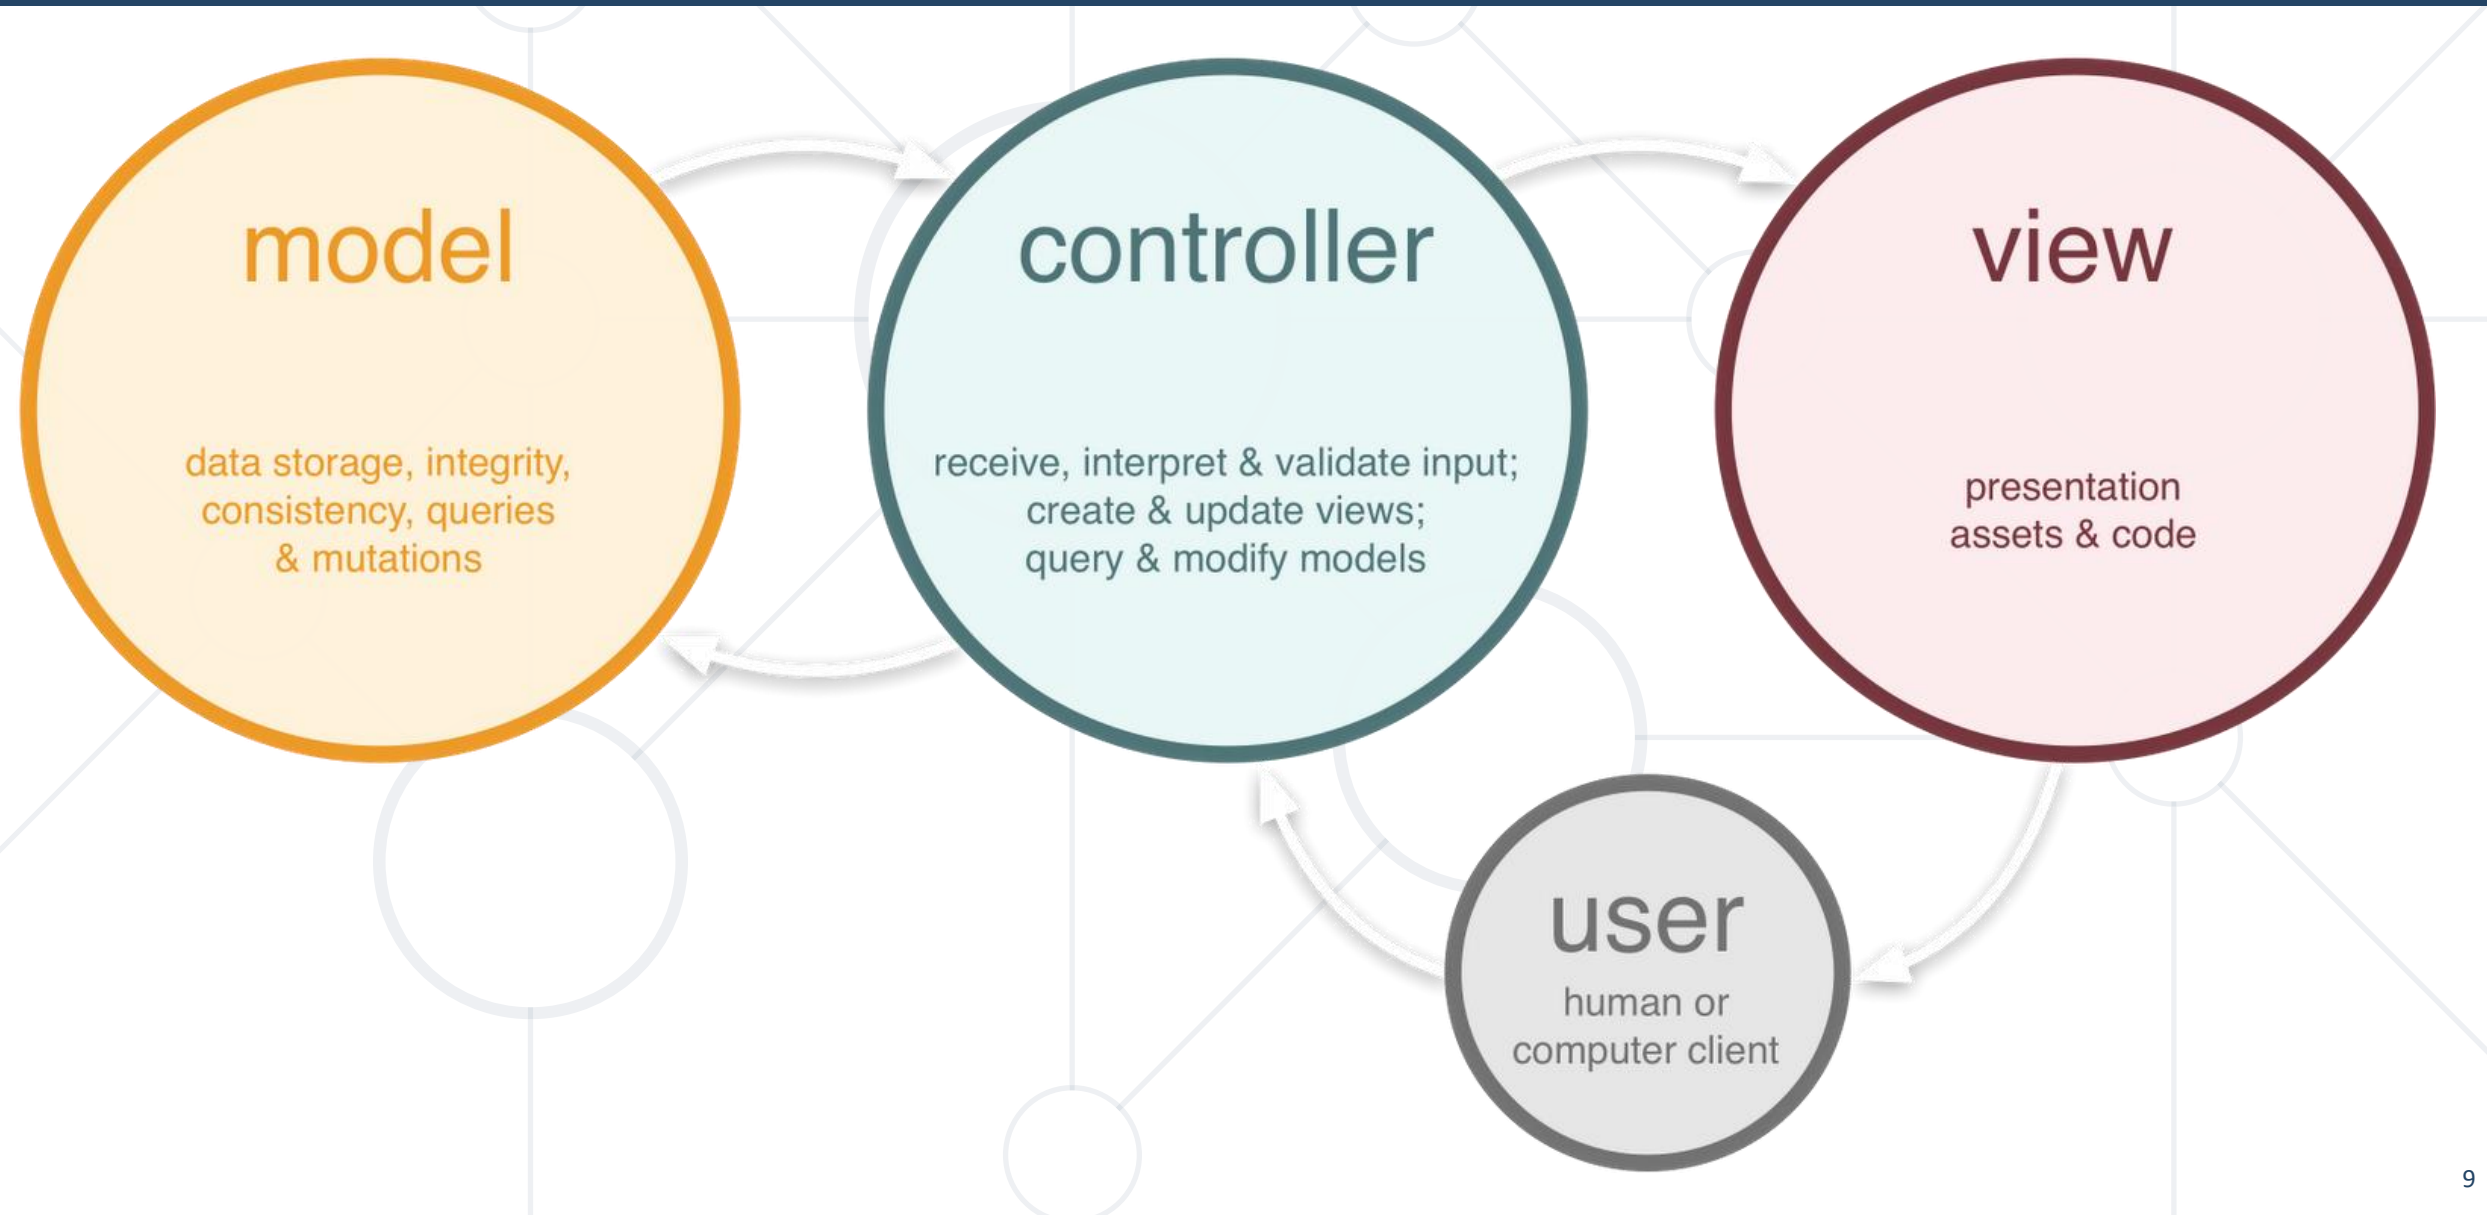 model
data storage, integrity,
consistency, queries
& mutations
controller
receive, interpret & validate input;
create & update views;
query & modify models
view
presentation
assets & code
user
human or
computer client
9